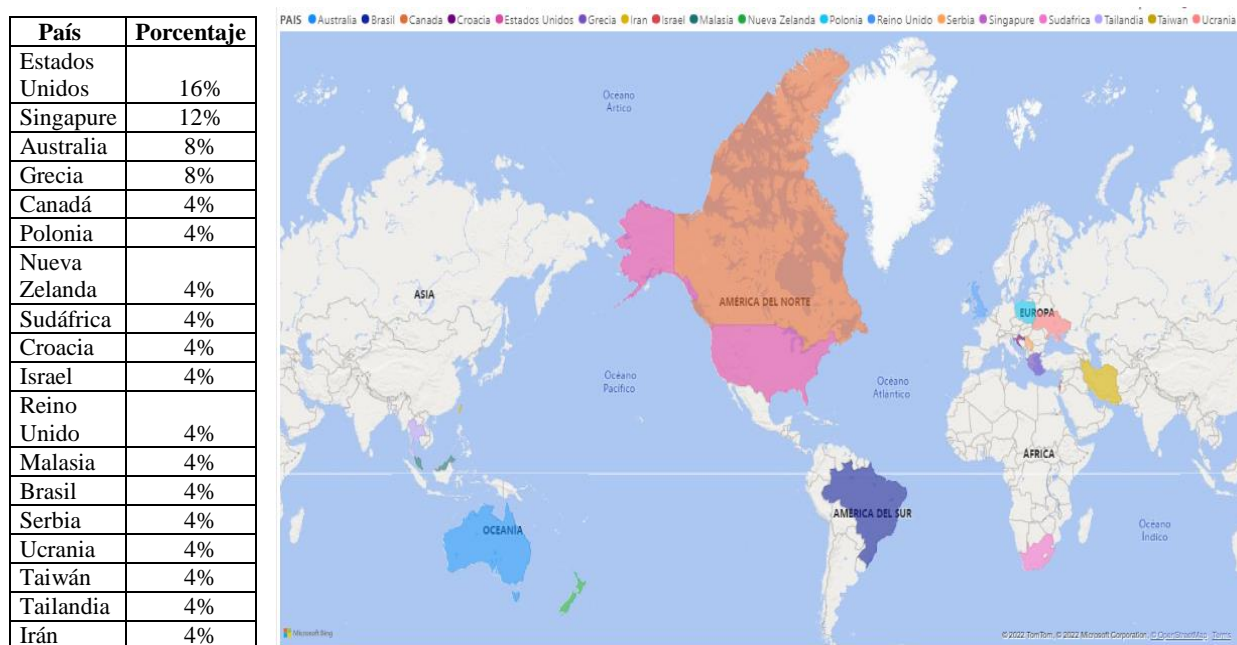 País Porcentaje
Estados
Unidos 16%
Singapure 12%
Australia 8%
Grecia 8%
Canadá 4%
Polonia 4%
Nueva
Zelanda 4%
Sudáfrica 4%
Croacia 4%
Israel 4%
Reino
Unido 4%
Malasia 4%
Brasil 4%
Serbia 4%
Ucrania 4%
Taiwán 4%
Tailandia 4%
Irán 4%
PAIS Australia Brasil Canada Croacia Estados Unidos Grecia Iran Israel Malasia Nueva Zelanda Polonia Reino Unido Serbia Singapure Sudafrica Tailandia Taiwan Ucrania
Océano
Ártico
ASIA
AMÉRICA DEL NORTE
EUROPA
Océano
Pacífico
Océano
Atlántico
ÁFRICA
OCEANÍA
AMÉRICA DEL SUR
Océano
Índico
Microsoft Bing
© 2022 TomTom, © 2022 Microsoft Corporation, © OpenStreetMap Terms